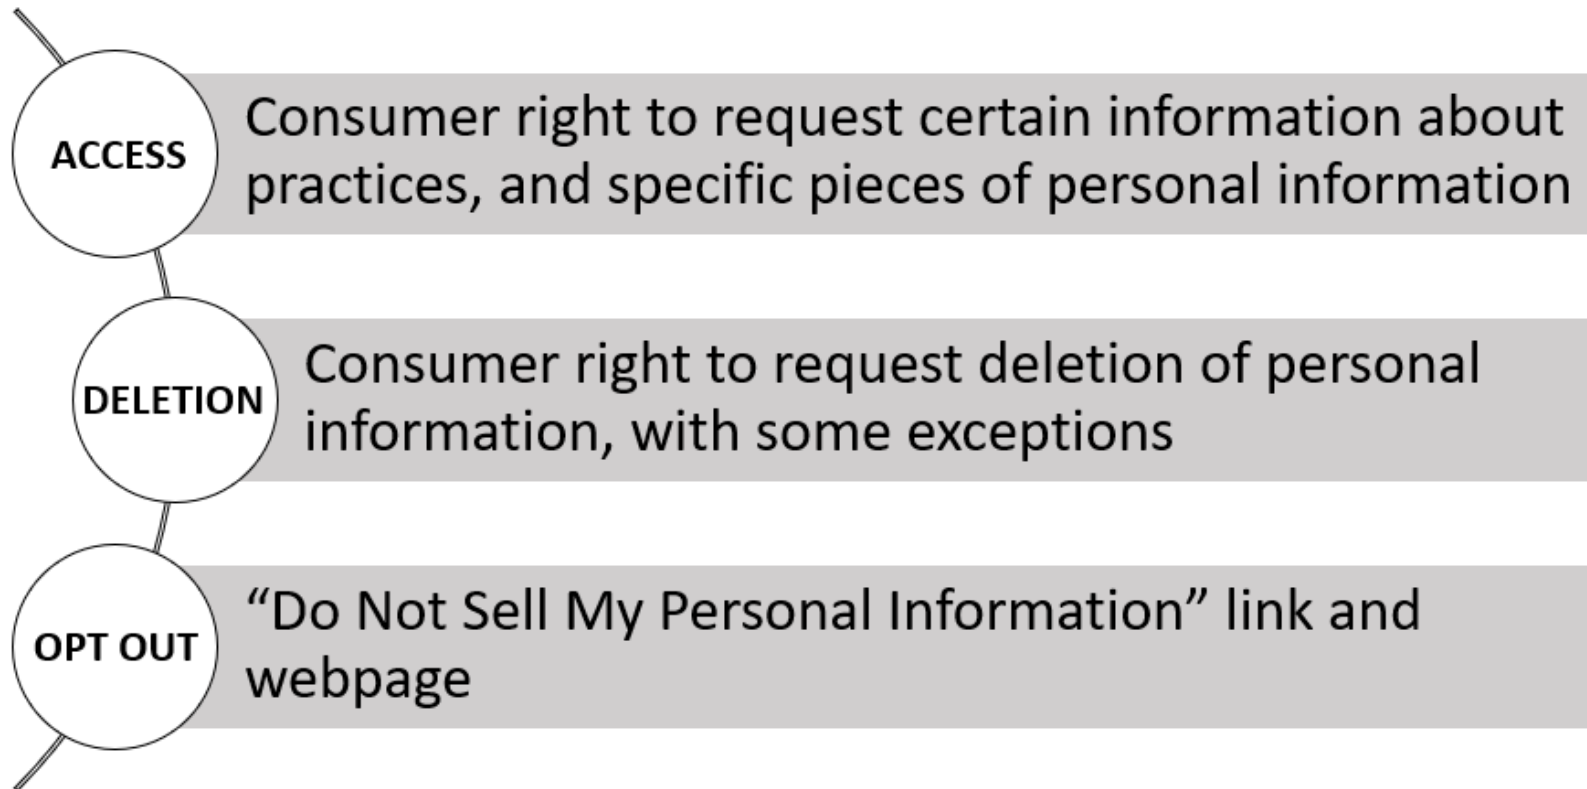 ACCESS
Consumer right to request certain information about
practices, and specific pieces of personal information
DELETION
Consumer right to request deletion of personal
information, with some exceptions
OPT OUT
“Do Not Sell My Personal Information” link and
webpage